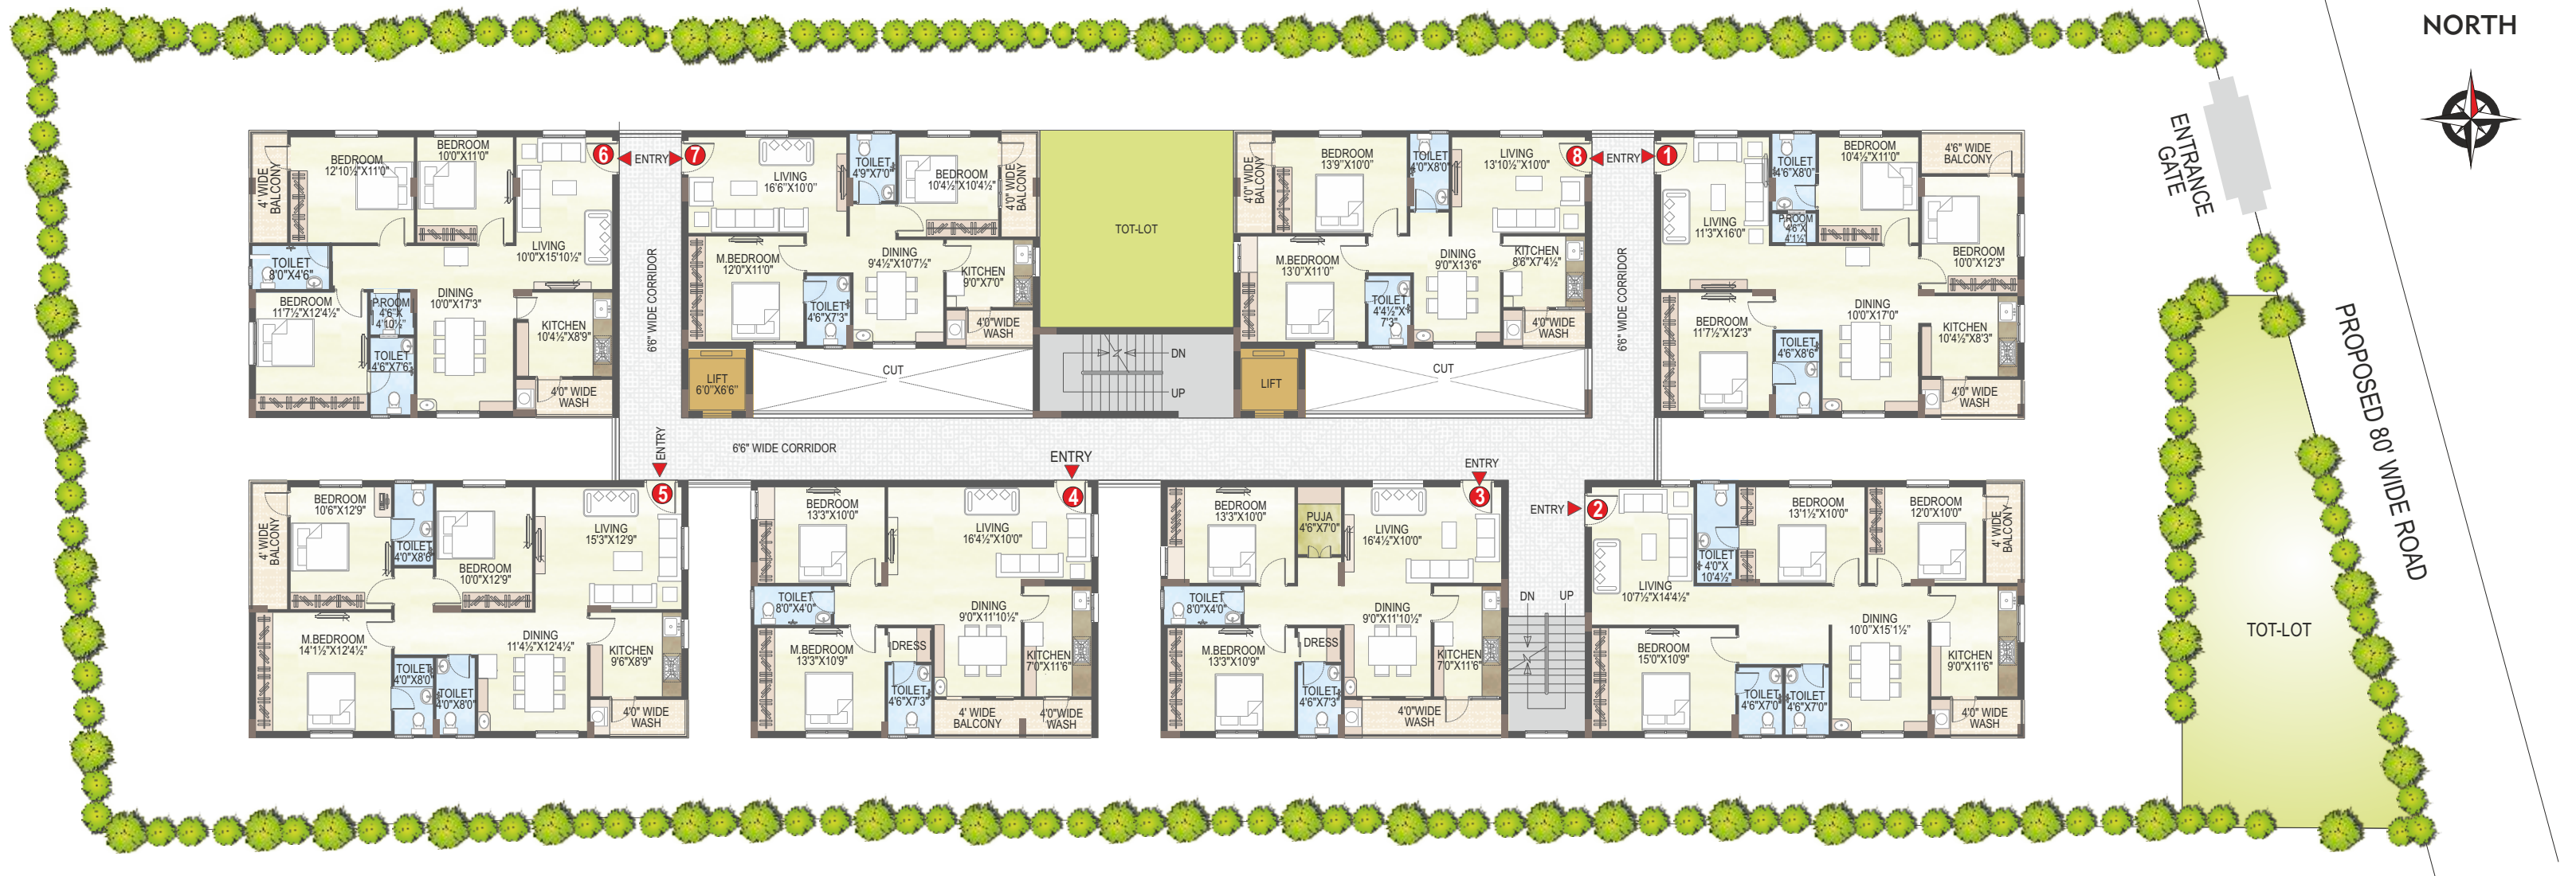 NORTH
ENTRANCE
GATE
PROPOSED 80' WIDE ROAD
TOT-LOT
4' WIDE
BALCONY
BEDROOM
12'10½"X11'0"
BEDROOM
10'0"X11'0"
LIVING
10'0"X15'10½"
6
ENTRY
TOILET
8'0"X4'6"
BEDROOM
11'7½"X12'4½"
P.ROOM
4'6"X
4'10½"
TOILET
4'6"X7'6"
DINING
10'0"X17'3"
KITCHEN
10'4½"X8'9"
4'0" WIDE
WASH
6'6" WIDE CORRIDOR
7
LIVING
16'6"X10'0"
TOILET
4'9"X7'0"
BEDROOM
10'4½"X10'4½"
4'0" WIDE
BALCONY
M.BEDROOM
12'0"X11'0"
TOILET
4'6"X7'3"
DINING
9'4½"X10'7½"
KITCHEN
9'0"X7'0"
4'0"WIDE
WASH
LIFT
6'0"X6'6"
CUT
TOT-LOT
DN
UP
4'0" WIDE
BALCONY
BEDROOM
13'9"X10'0"
TOILET
4'0"X8'0"
LIVING
13'10½"X10'0"
8
ENTRY
M.BEDROOM
13'0"X11'0"
TOILET
4'4½"X
7'3"
DINING
9'0"X13'6"
KITCHEN
8'6"X7'4½"
4'0"WIDE
WASH
LIFT
CUT
6'6" WIDE CORRIDOR
1
LIVING
11'3"X16'0"
TOILET
4'6"X8'0"
P.ROOM
4'6"X
4'1½"
BEDROOM
10'4½"X11'0"
4'6" WIDE
BALCONY
BEDROOM
10'0"X12'3"
BEDROOM
11'7½"X12'3"
TOILET
4'6"X8'6"
DINING
10'0"X17'0"
KITCHEN
10'4½"X8'3"
4'0" WIDE
WASH
6'6" WIDE CORRIDOR
ENTRY
5
4' WIDE
BALCONY
BEDROOM
10'6"X12'9"
TOILET
4'0"X8'6"
BEDROOM
10'0"X12'9"
LIVING
15'3"X12'9"
M.BEDROOM
14'1½"X12'4½"
TOILET
4'0"X8'0"
TOILET
4'0"X8'0"
DINING
11'4½"X12'4½"
KITCHEN
9'6"X8'9"
4'0" WIDE
WASH
ENTRY
4
BEDROOM
13'3"X10'0"
LIVING
16'4½"X10'0"
TOILET
8'0"X4'0"
M.BEDROOM
13'3"X10'9"
DRESS
TOILET
4'6"X7'3"
DINING
9'0"X11'10½"
KITCHEN
7'0"X11'6"
4' WIDE
BALCONY
4'0"WIDE
WASH
ENTRY
3
BEDROOM
13'3"X10'0"
PUJA
4'6"X7'0"
LIVING
16'4½"X10'0"
TOILET
8'0"X4'0"
M.BEDROOM
13'3"X10'9"
DRESS
TOILET
4'6"X7'3"
DINING
9'0"X11'10½"
KITCHEN
7'0"X11'6"
4'0"WIDE
WASH
DN
UP
ENTRY
2
LIVING
10'7½"X14'4½"
TOILET
4'0"X
10'4½"
BEDROOM
13'1½"X10'0"
BEDROOM
12'0"X10'0"
4' WIDE
BALCONY
BEDROOM
15'0"X10'9"
TOILET
4'6"X7'0"
TOILET
4'6"X7'0"
DINING
10'0"X15'1½"
KITCHEN
9'0"X11'6"
4'0" WIDE
WASH